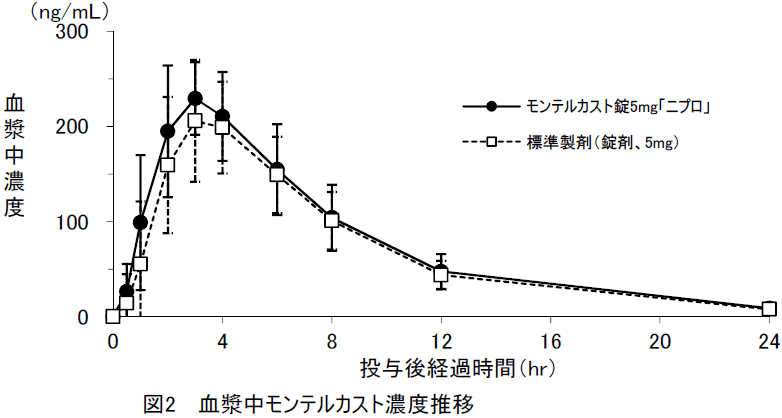 (ng/mL)
300
200
100
0
血漿中濃度
モンテルカスト錠5mg「ニプロ」
標準製剤(錠剤、5mg)
0 4 8 12 16 20 24
投与後経過時間(hr)
図2 血漿中モンテルカスト濃度推移